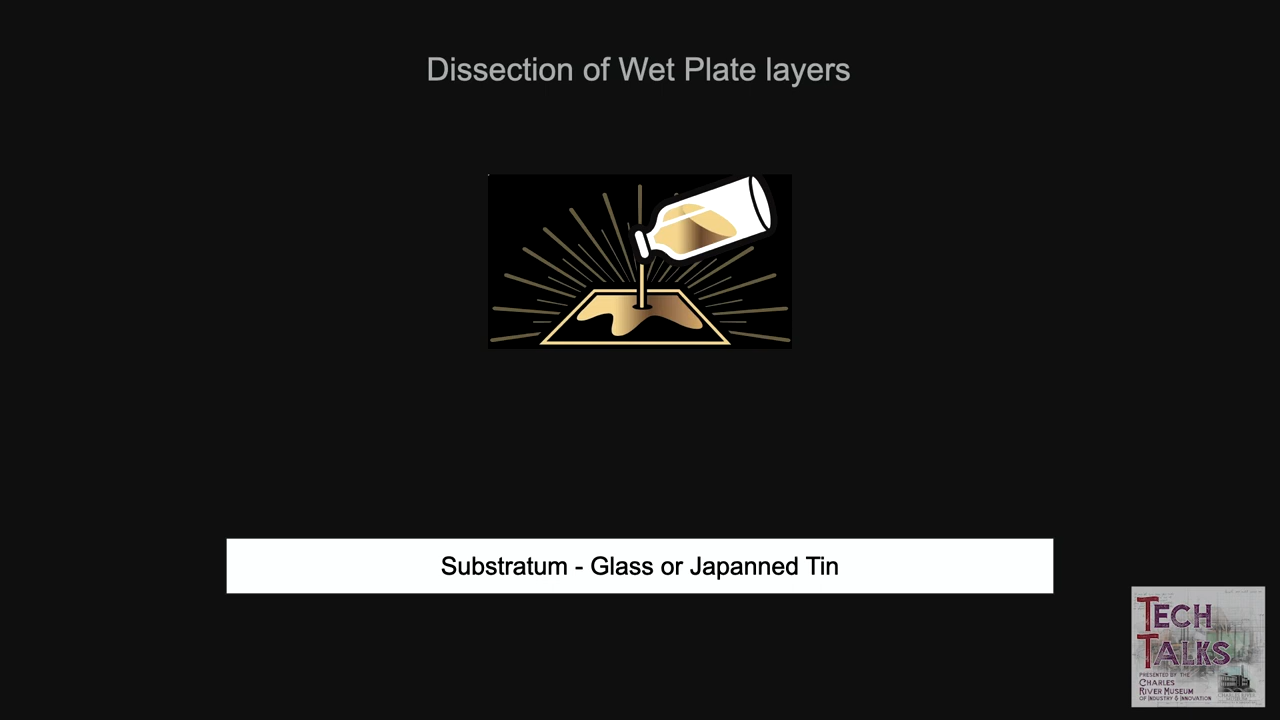 Dissection of Wet Plate layers
Substratum - Glass or Japanned Tin
TECH
TALKS
PRESENTED BY THE
CHARLES
RIVER MUSEUM
OF INDUSTRY & INNOVATION